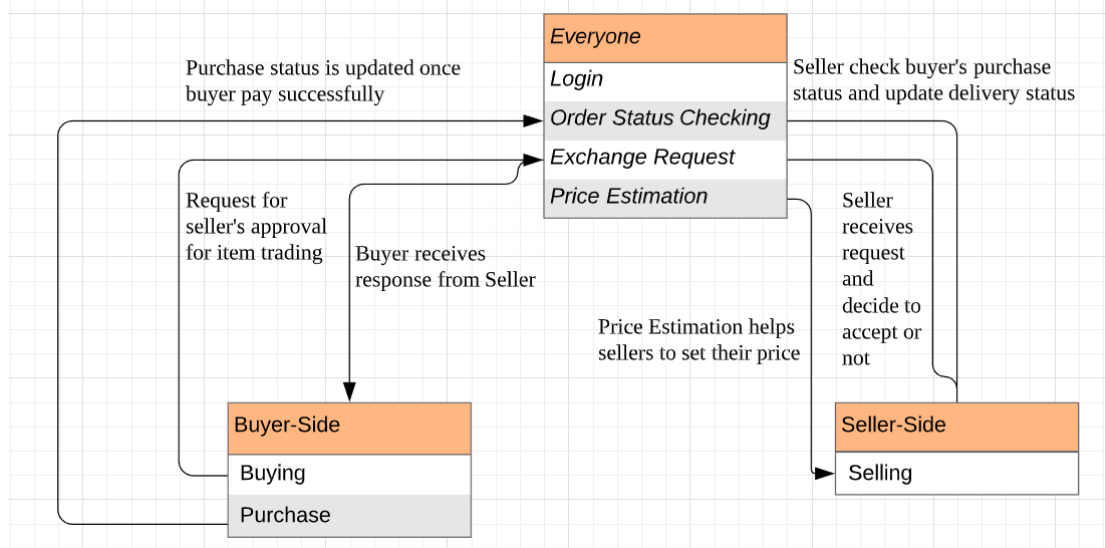 Everyone
Login
Order Status Checking
Exchange Request
Price Estimation
Purchase status is updated once
buyer pay successfully
Seller check buyer's purchase
status and update delivery status
Request for
seller's approval
for item trading
Buyer receives
response from Seller
Seller
receives
request
and
decide to
accept or
not
Price Estimation helps
sellers to set their price
Buyer-Side
Buying
Purchase
Seller-Side
Selling